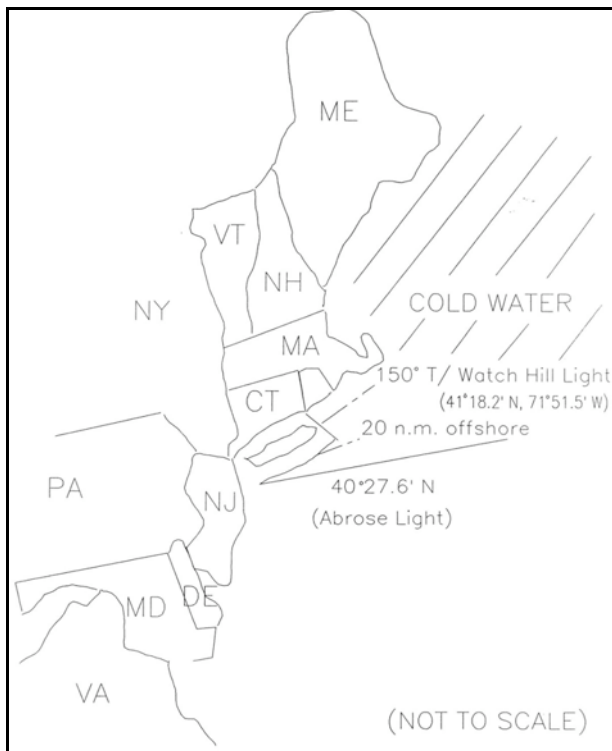 ME
VT
NH
NY
COLD WATER
MA
150° T/ Watch Hill Light
(41°18.2' N, 71°51.5' W)
CT
20 n.m. offshore
PA
NJ
40°27.6' N
(Abrose Light)
DE
MD
VA
(NOT TO SCALE)